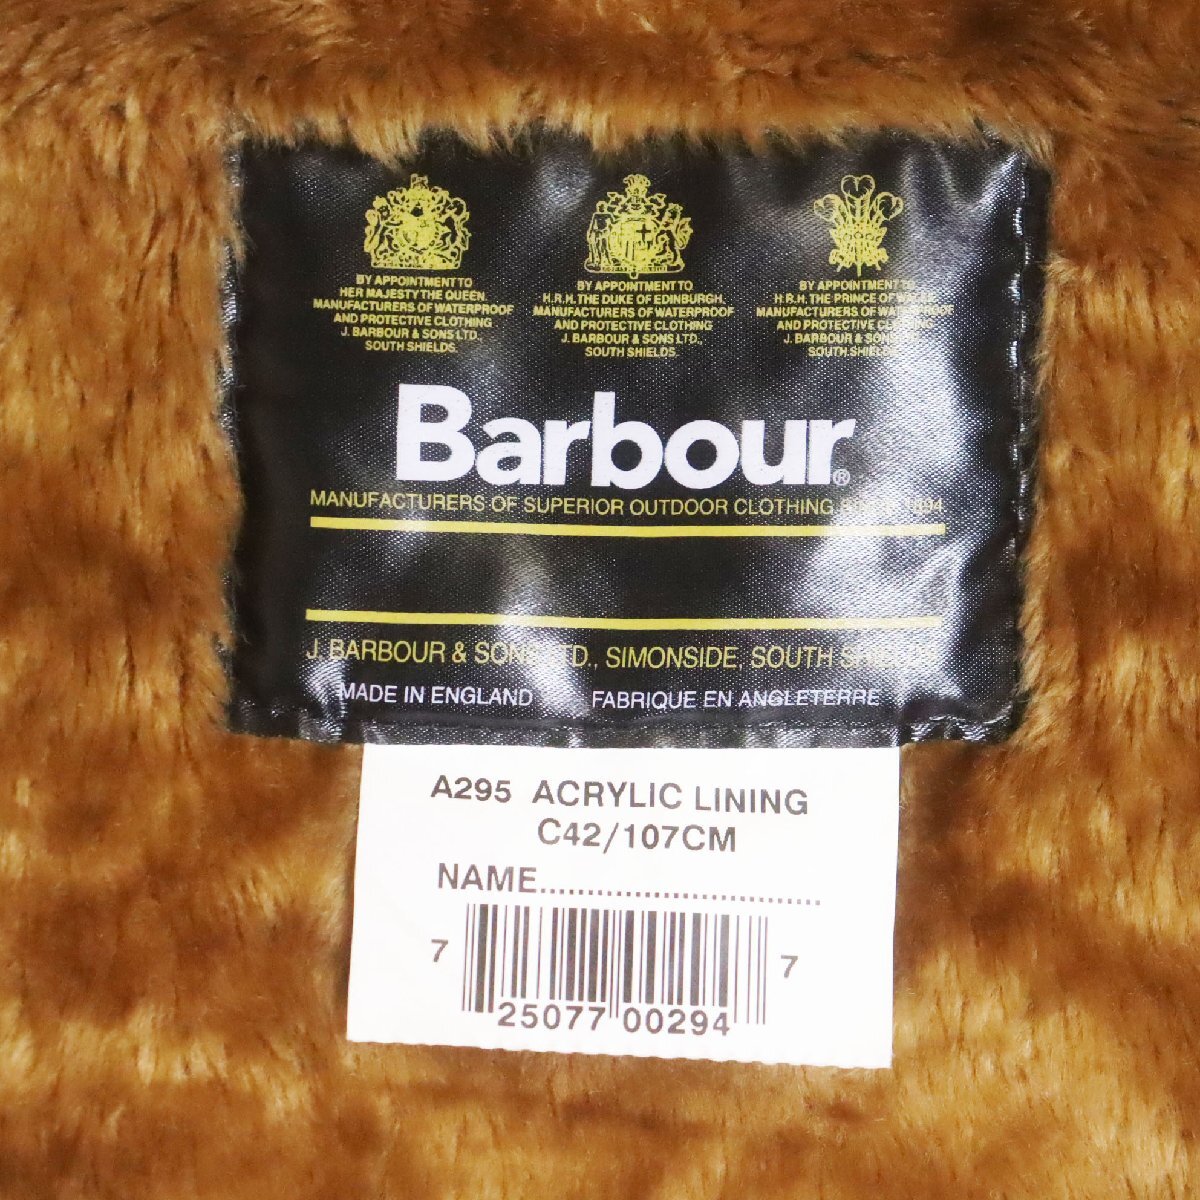 BY APPOINTMENT TO
HER MAJESTY THE QUEEN
MANUFACTURERS OF WATERPROOF
AND PROTECTIVE CLOTHING
J. BARBOUR & SONS LTD.,
SOUTH SHIELDS.
BY APPOINTMENT TO
H.R.H. THE DUKE OF EDINBURGH,
MANUFACTURERS OF WATERPROOF
AND PROTECTIVE CLOTHING
J. BARBOUR & SONS LTD.,
SOUTH SHIELDS.
BY APPOINTMENT TO
H.R.H. THE PRINCE OF WALES
MANUFACTURERS OF WATERPROOF
AND PROTECTIVE CLOTHING
J. BARBOUR & SONS LTD.,
SOUTH SHIELDS.
Barbour®
MANUFACTURERS OF SUPERIOR OUTDOOR CLOTHING SINCE 1894
J. BARBOUR & SONS LTD., SIMONSIDE, SOUTH SHIELDS
MADE IN ENGLAND FABRIQUE EN ANGLETERRE
A295 ACRYLIC LINING
C42/107CM
NAME..............................
7 25077 00294 7